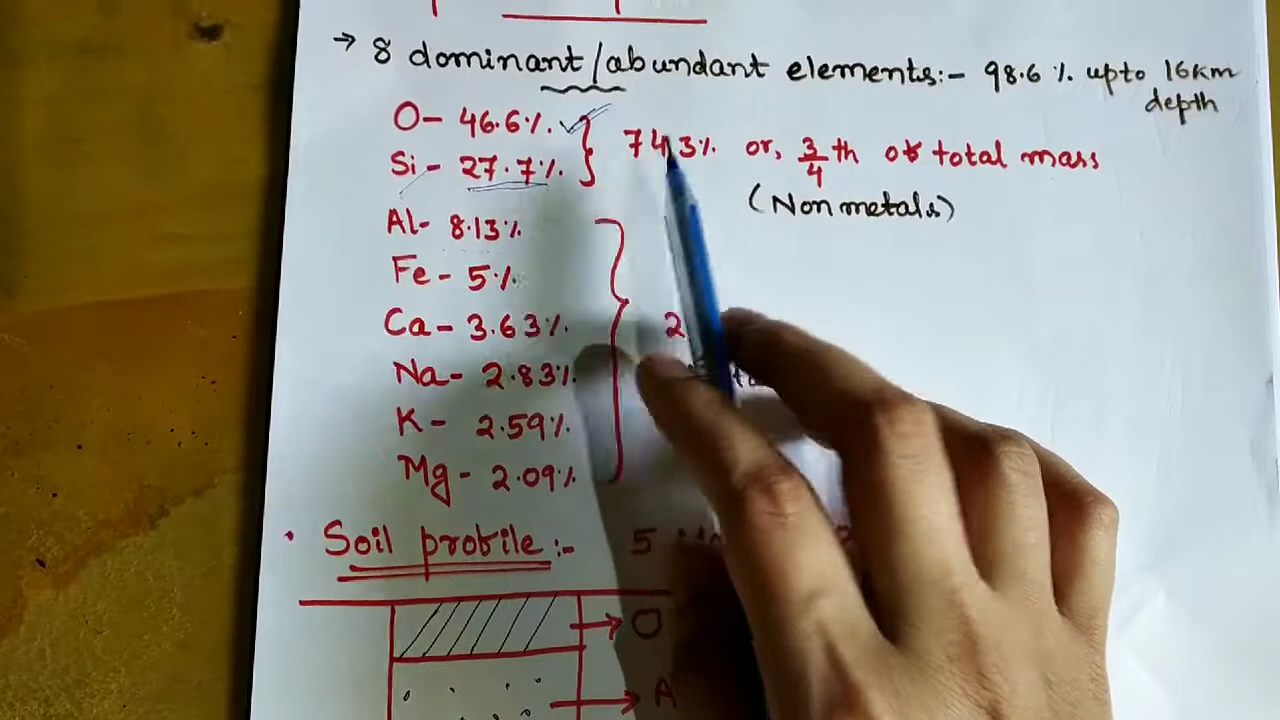 → 8 dominant/abundant elements:- 98.6% upto 16km
depth
O- 46.6%.
Si- 27.7%.
74.3% or, 3/4 th of total mass
(Non metals)
Al- 8.13%
Fe- 5%
Ca- 3.63%
Na- 2.83%
K- 2.59%
Mg- 2.09%
2
• Soil profile:- 5
O
A